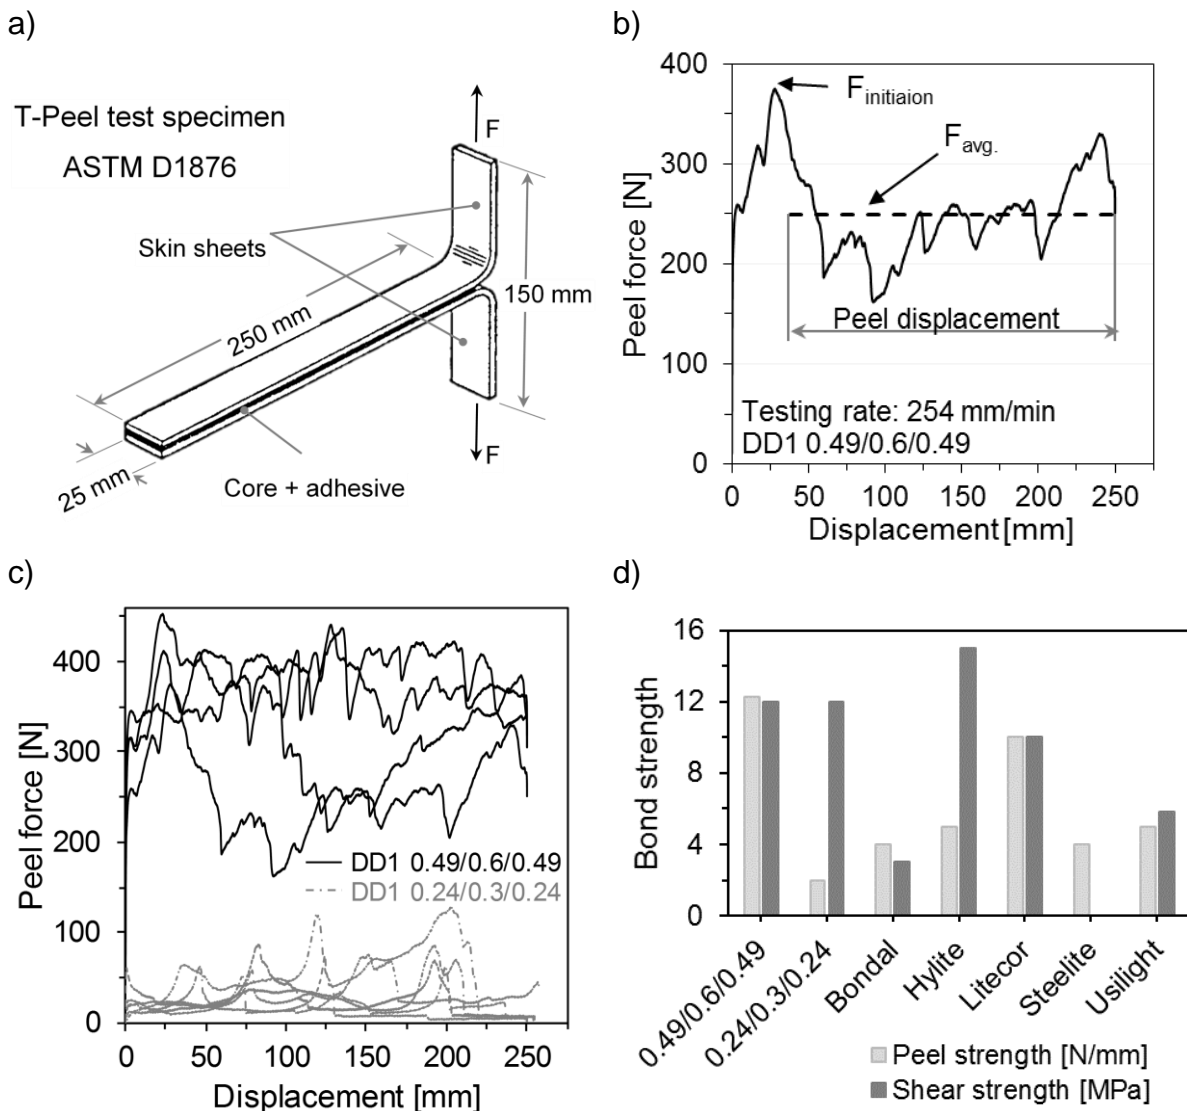 a)
T-Peel test specimen
ASTM D1876
F
Skin sheets
250 mm
150 mm
25 mm
Core + adhesive
F
b)
400
300
200
100
0
Peel force [N]
F initiaion
F avg.
Peel displacement
Testing rate: 254 mm/min
DD1 0.49/0.6/0.49
0 50 100 150 200 250
Displacement [mm]
c)
400
300
200
100
0
Peel force [N]
DD1 0.49/0.6/0.49
DD1 0.24/0.3/0.24
0 50 100 150 200 250
Displacement [mm]
d)
16
12
8
4
0
Bond strength
0.49/0.6/0.49
0.24/0.3/0.24
Bondal
Hylite
Litecor
Steelite
Usilight
Peel strength [N/mm]
Shear strength [MPa]